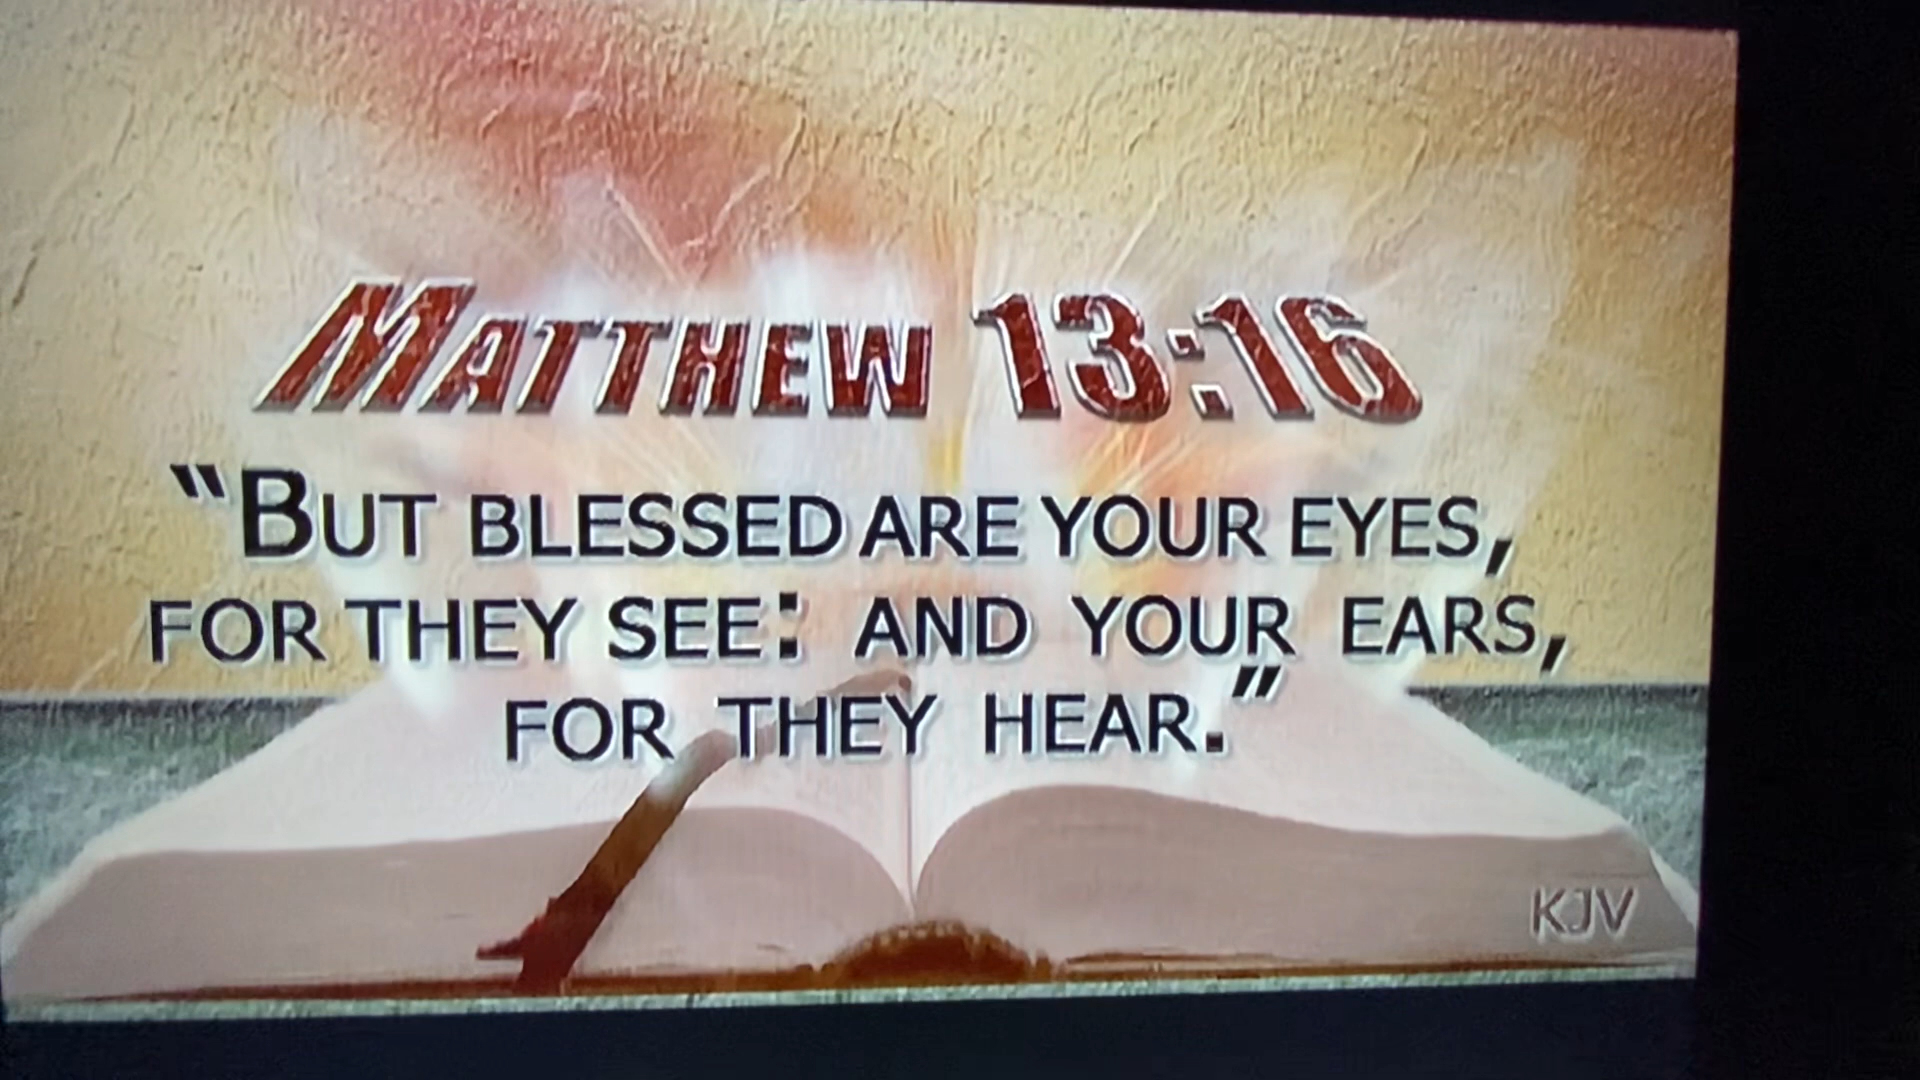 MATTHEW 13:16
"BUT BLESSED ARE YOUR EYES,
FOR THEY SEE: AND YOUR EARS,
FOR THEY HEAR."
KJV